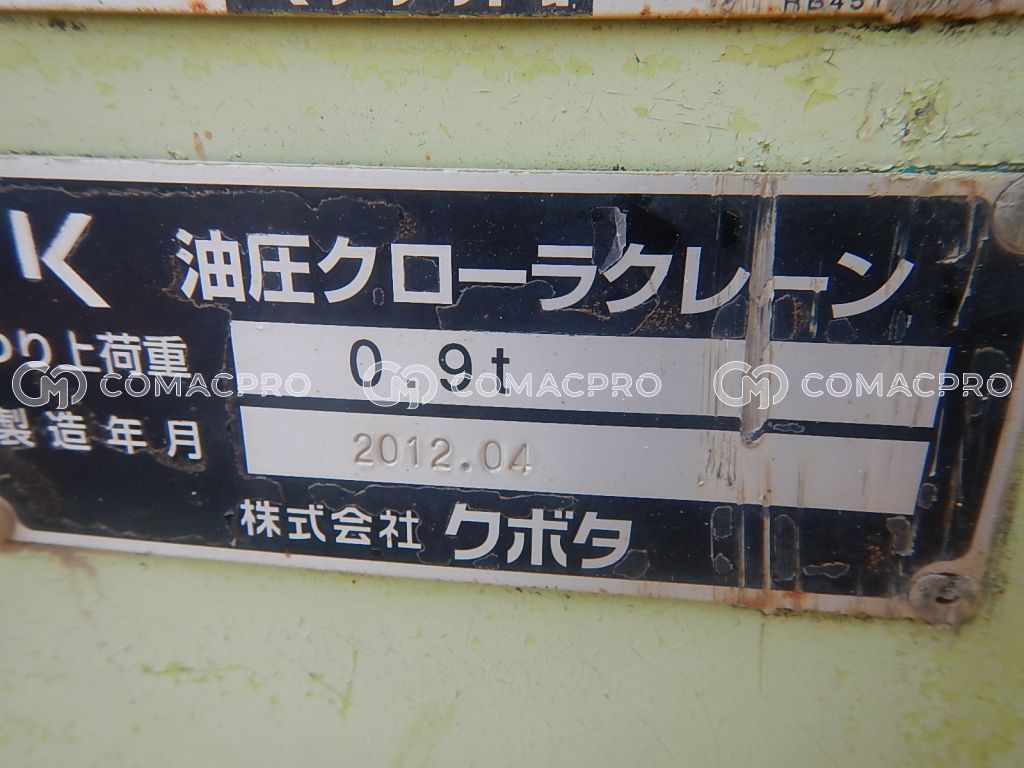 K 油圧クローラクレーン
つり上荷重 0.9t
COMACPRO COMACPRO COMACPRO
製造年月 2012.04
株式会社 クボタ